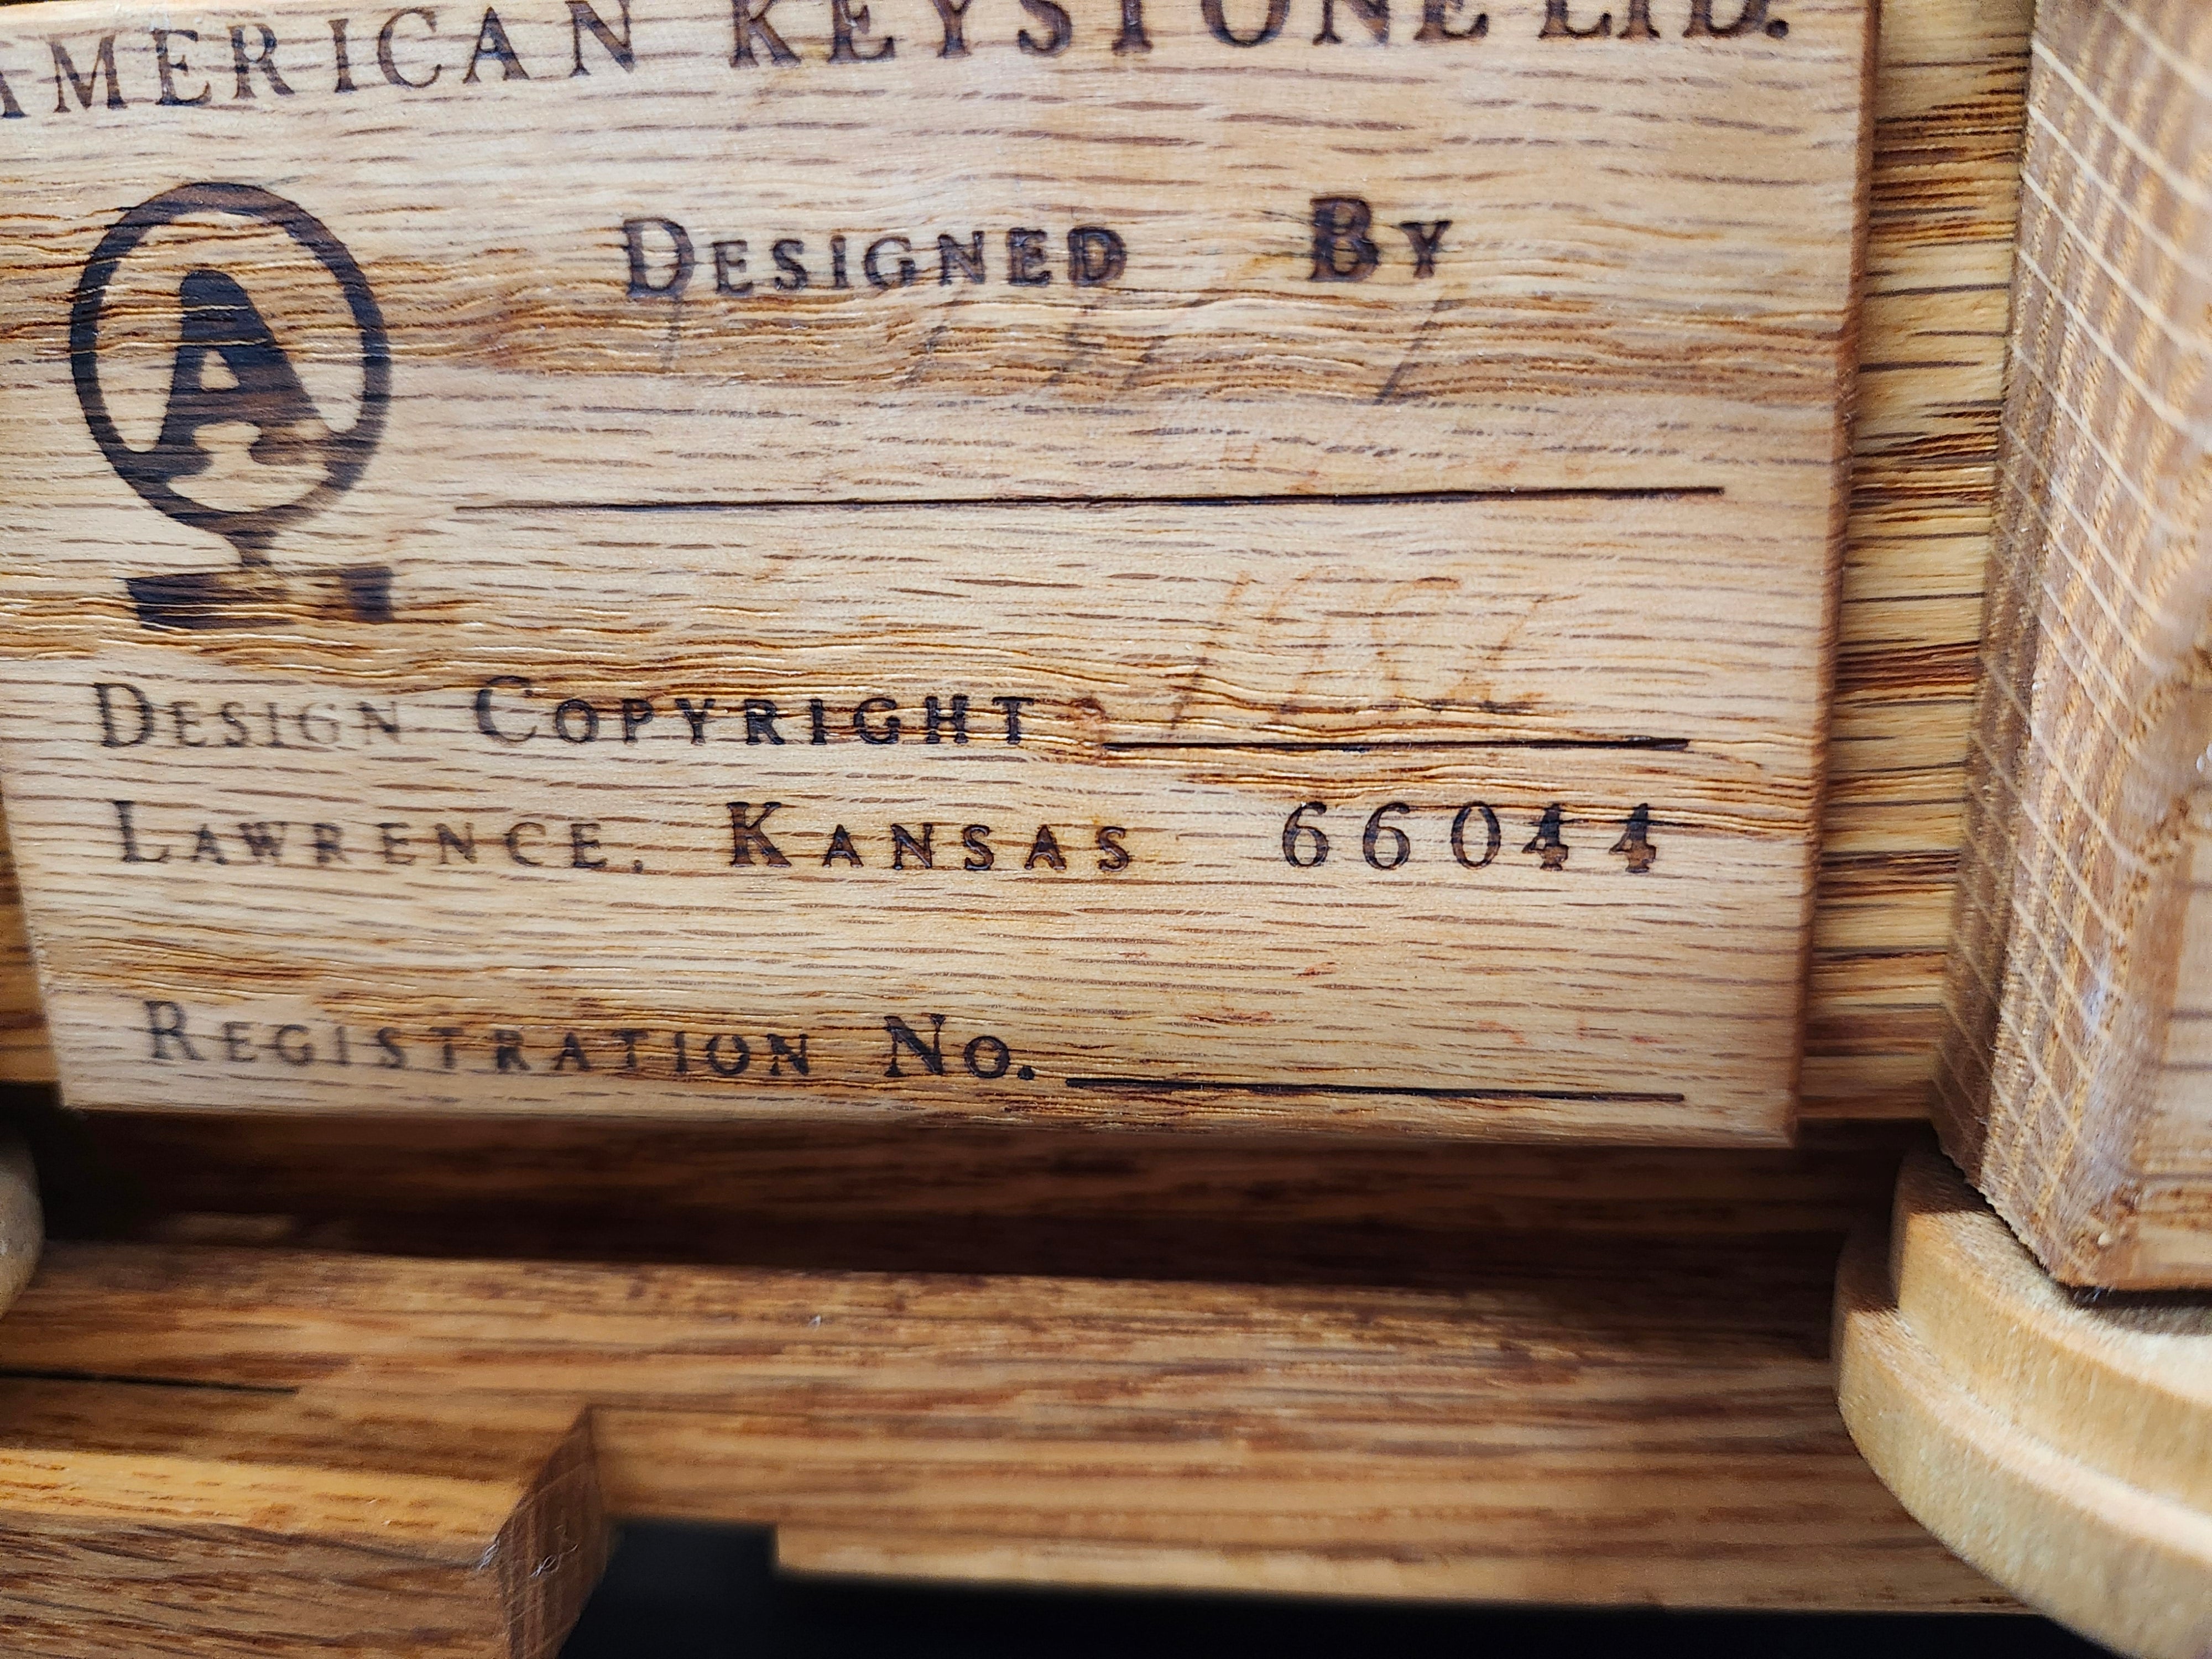 AMERICAN KEYSTONE LTD.
A
DESIGNED BY
DESIGN COPYRIGHT
LAWRENCE, KANSAS 66044
REGISTRATION NO.